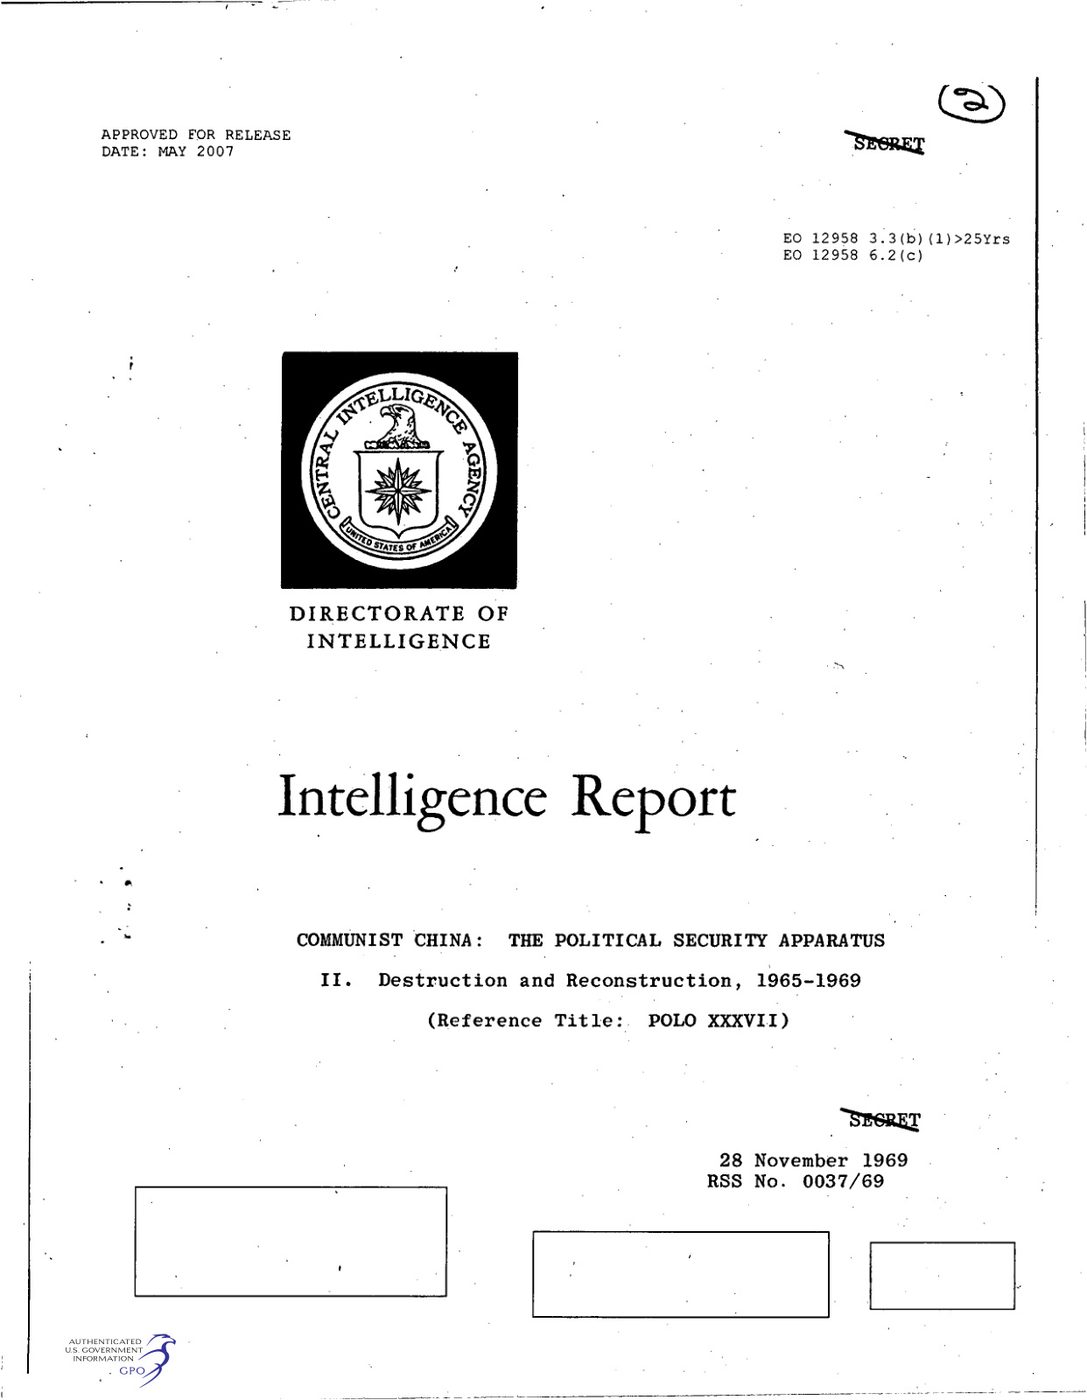 2
APPROVED FOR RELEASE
DATE: MAY 2007
SECRET
EO 12958 3.3(b)(1)>25Yrs
EO 12958 6.2(c)
CENTRAL INTELLIGENCE AGENCY
UNITED STATES OF AMERICA
DIRECTORATE OF
INTELLIGENCE
Intelligence Report
COMMUNIST CHINA: THE POLITICAL SECURITY APPARATUS
II. Destruction and Reconstruction, 1965-1969
(Reference Title: POLO XXXVII)
SECRET
28 November 1969
RSS No. 0037/69
AUTHENTICATED
U.S. GOVERNMENT
INFORMATION
GPO